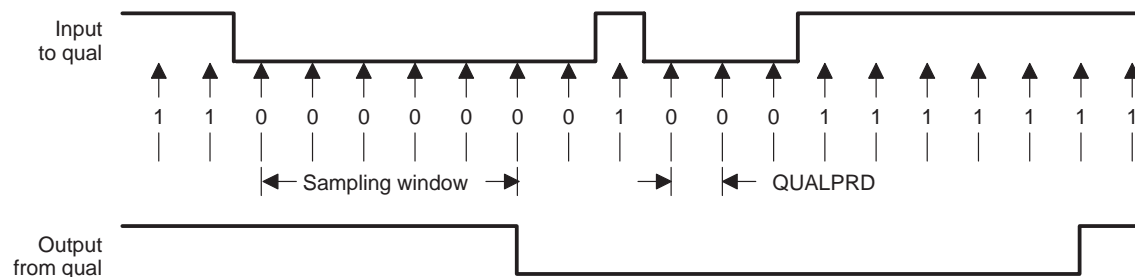 Input
to qual
1 1 0 0 0 0 0 0 0 1 0 0 0 1 1 1 1 1 1 1
Sampling window
QUALPRD
Output
from qual